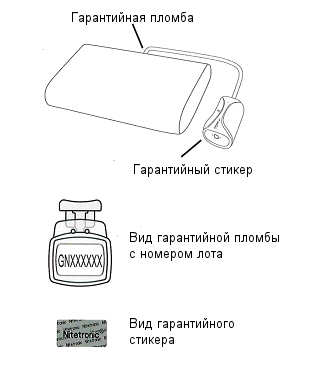 Гарантийная пломба
Гарантийный стикер
GNXXXXXX
Вид гарантийной пломбы
с номером лота
Nitetronic
Вид гарантийного
стикера